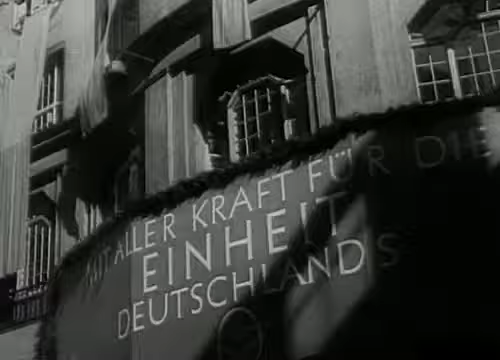 MIT ALLER KRAFT FÜR DIE
EINHEIT
DEUTSCHLANDS